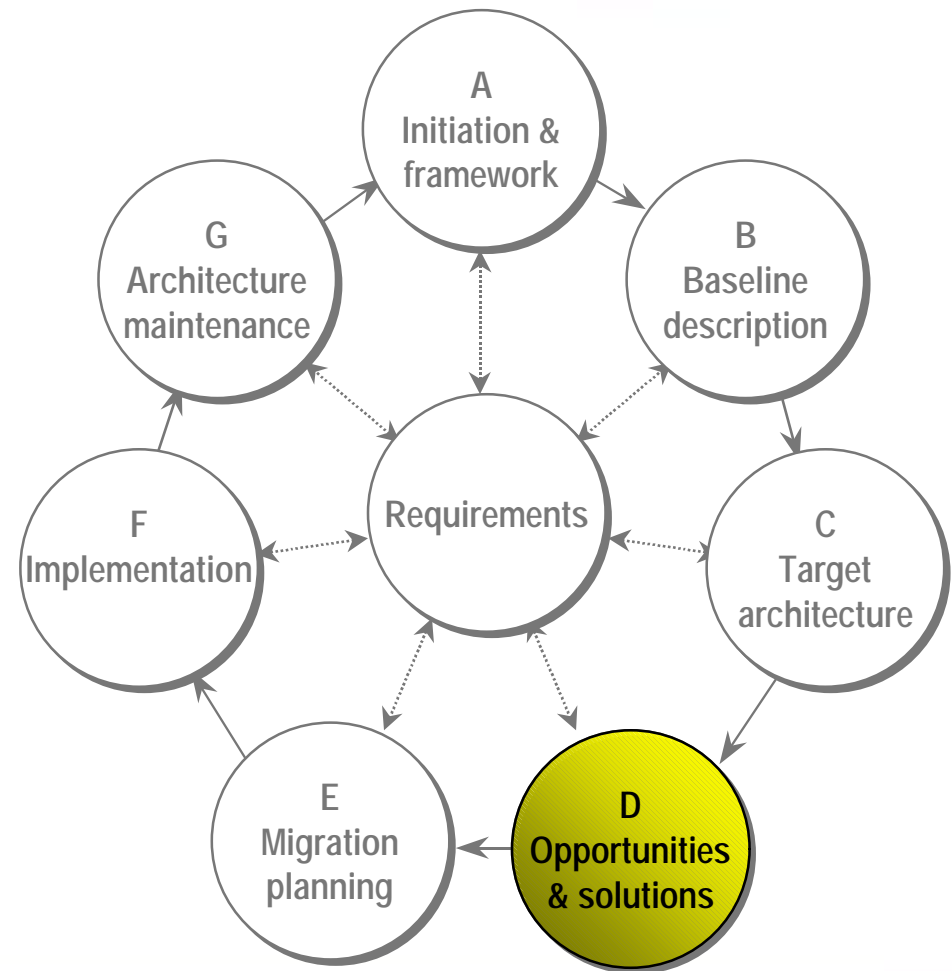 A
Initiation &
framework
B
Baseline
description
C
Target
architecture
D
Opportunities
& solutions
E
Migration
planning
F
Implementation
G
Architecture
maintenance
Requirements